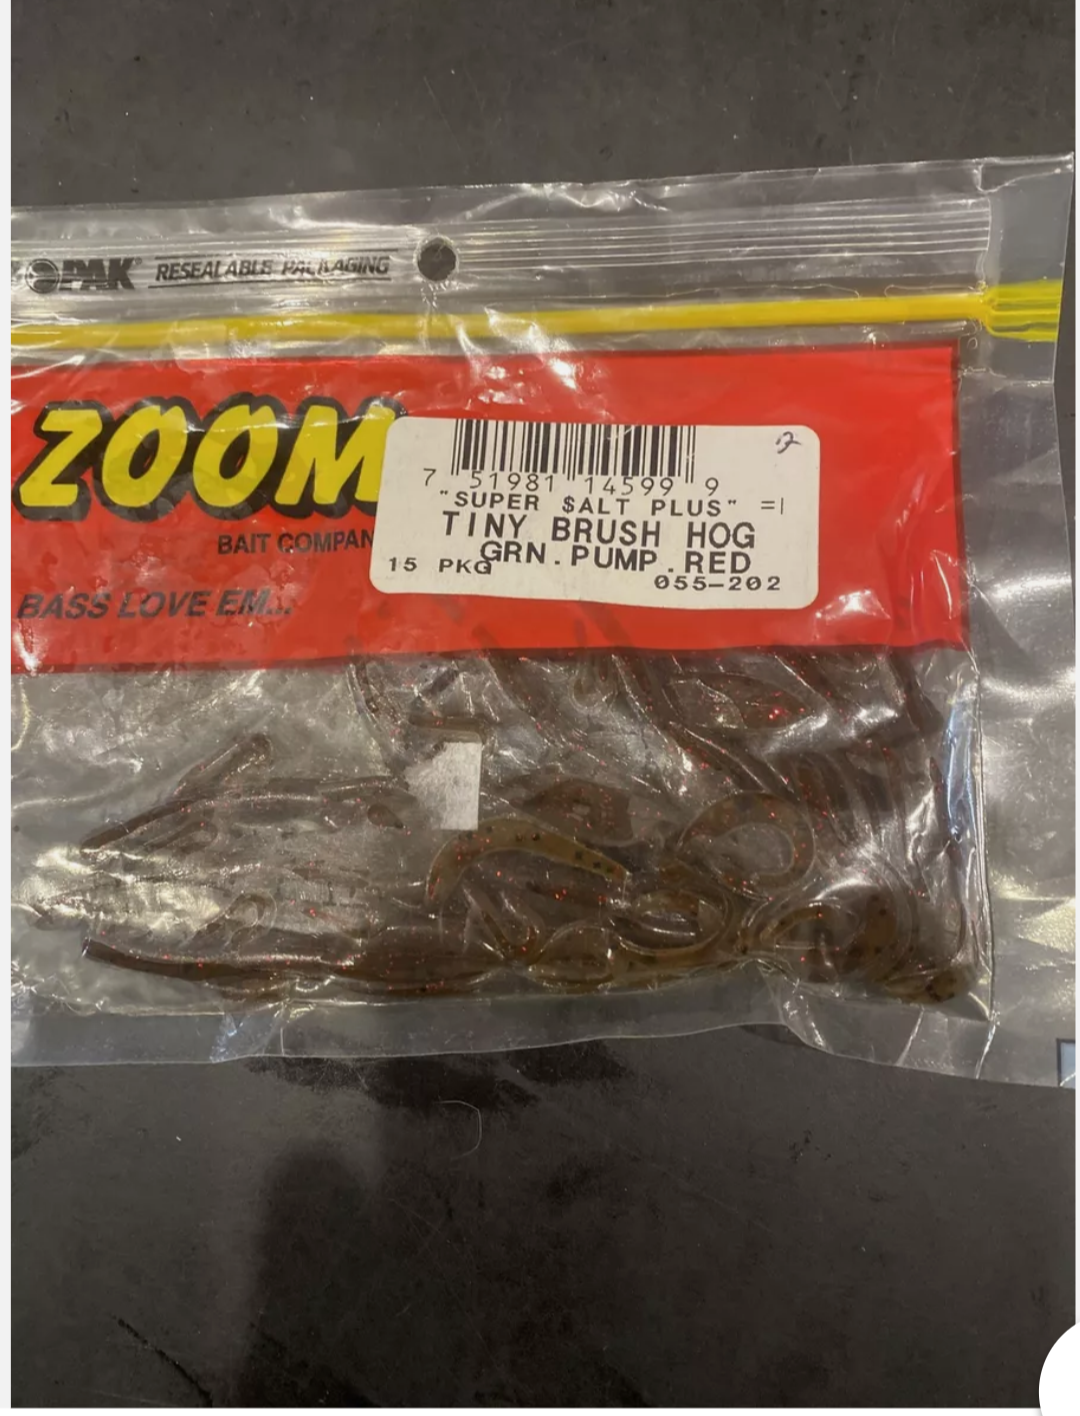 PAK® RESEALABLE PACKAGING
ZOOM
BAIT COMPAN
BASS LOVE EM...
7 51981 14599 9
"SUPER $ALT PLUS" =|
TINY BRUSH HOG
GRN.PUMP.RED
15 PKG
055-202